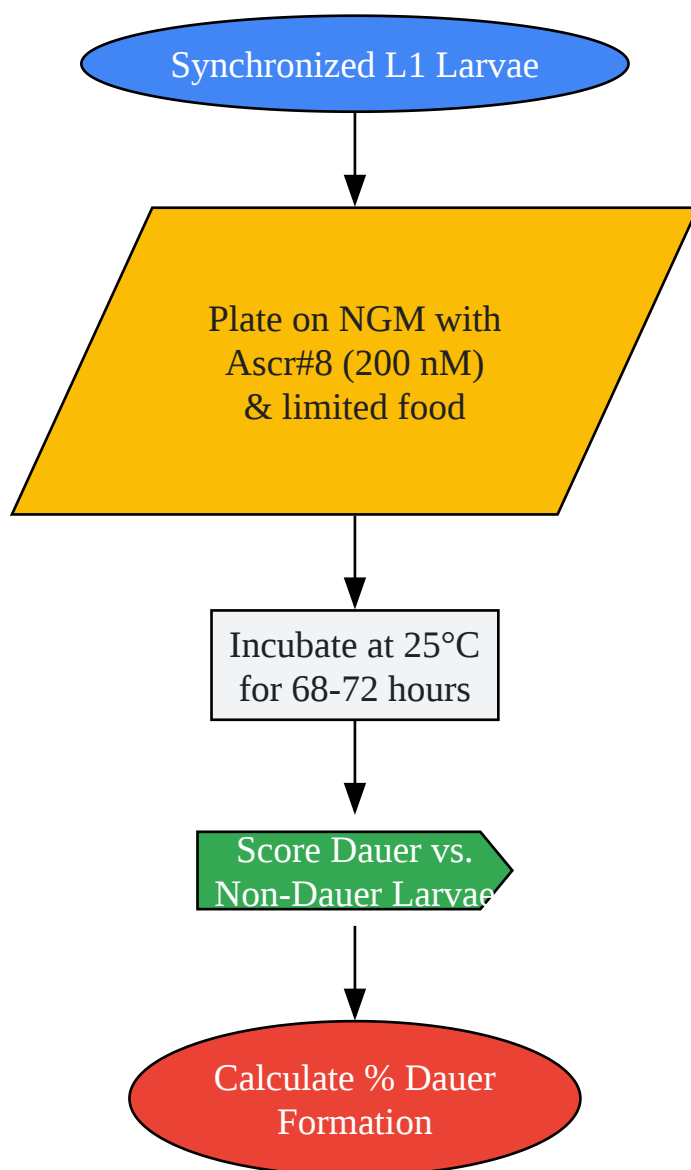 Synchronized L1 Larvae
Plate on NGM with
Ascr#8 (200 nM)
& limited food
Incubate at 25°C
for 68-72 hours
Score Dauer vs.
Non-Dauer Larvae
Calculate % Dauer
Formation